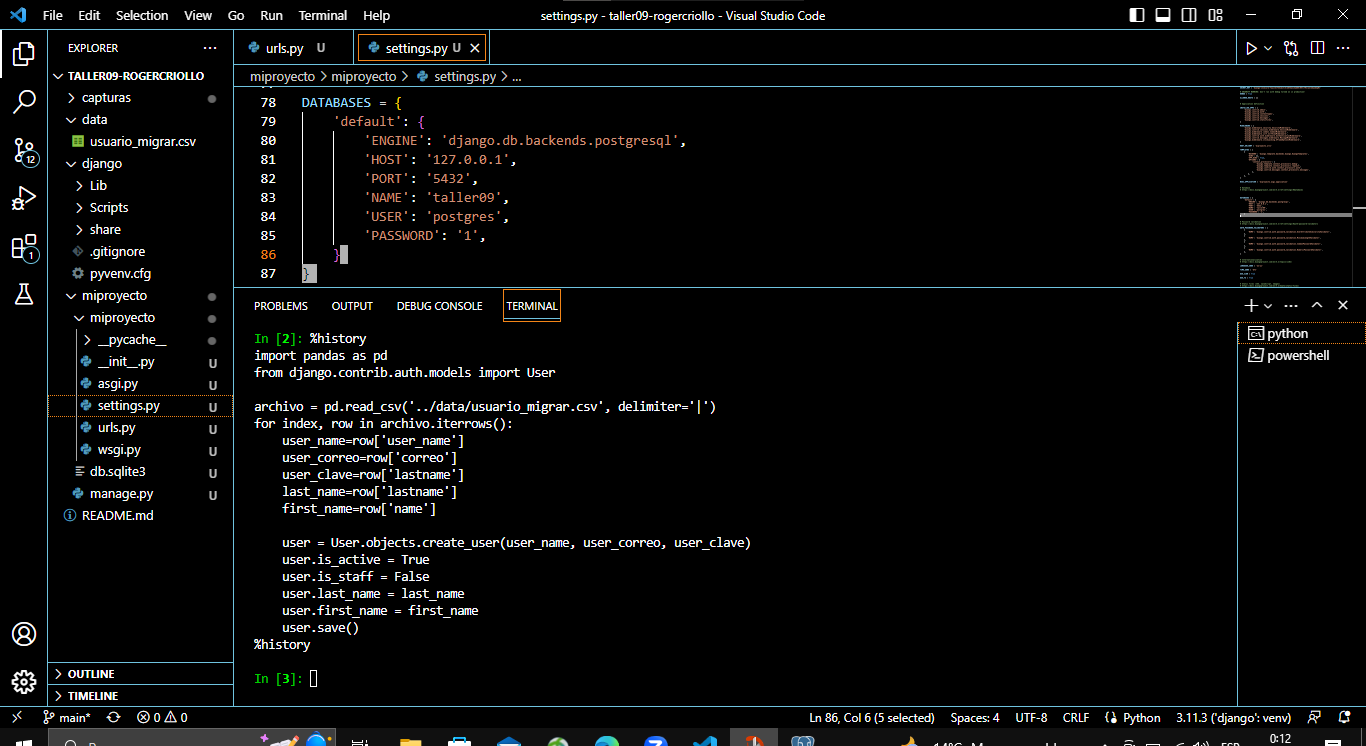 File Edit Selection View Go Run Terminal Help
settings.py - taller09-rogercriollo - Visual Studio Code
EXPLORER
TALLER09-ROGERCRIOLLO
capturas
data
usuario_migrar.csv
django
Lib
Scripts
share
.gitignore
pyvenv.cfg
miproyecto
miproyecto
__pycache__
__init__.py U
asgi.py U
settings.py U
urls.py U
wsgi.py U
db.sqlite3 U
manage.py U
README.md
OUTLINE
TIMELINE
12
1
urls.py U
settings.py U
miproyecto > miproyecto > settings.py > ...
78 DATABASES = {
79 'default': {
80 'ENGINE': 'django.db.backends.postgresql',
81 'HOST': '127.0.0.1',
82 'PORT': '5432',
83 'NAME': 'taller09',
84 'USER': 'postgres',
85 'PASSWORD': '1',
86 }
87 }
PROBLEMS OUTPUT DEBUG CONSOLE TERMINAL
python
powershell
In [2]: %history
import pandas as pd
from django.contrib.auth.models import User
archivo = pd.read_csv('../data/usuario_migrar.csv', delimiter='|')
for index, row in archivo.iterrows():
user_name=row['user_name']
user_correo=row['correo']
user_clave=row['lastname']
last_name=row['lastname']
first_name=row['name']
user = User.objects.create_user(user_name, user_correo, user_clave)
user.is_active = True
user.is_staff = False
user.last_name = last_name
user.first_name = first_name
user.save()
%history
In [3]:
main* 0 0
Ln 86, Col 6 (5 selected) Spaces: 4 UTF-8 CRLF Python 3.11.3 ('django': venv)
0:12